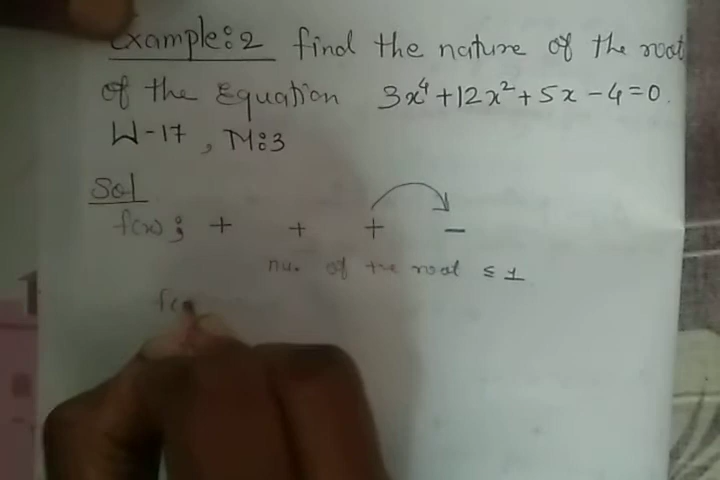 Example:2 find the nature of the root
of the Equation 3x⁴+12x²+5x-4=0.
W-17, M:3
Sol
f(x); + + + -
nu. of the root ≤ 1
f(